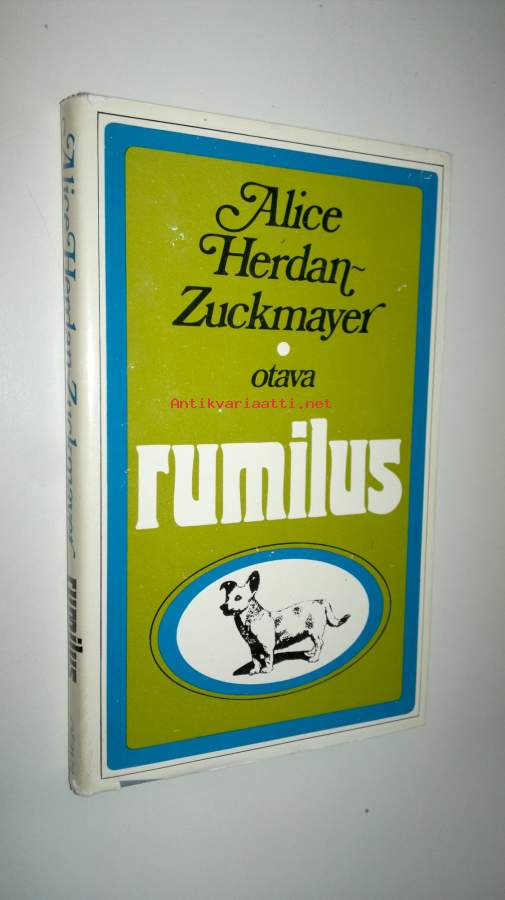 Alice
Herdan-
Zuckmayer
otava
Antikvariaatti.net
rumilus
Alice Herdan-Zuckmayer rumilus